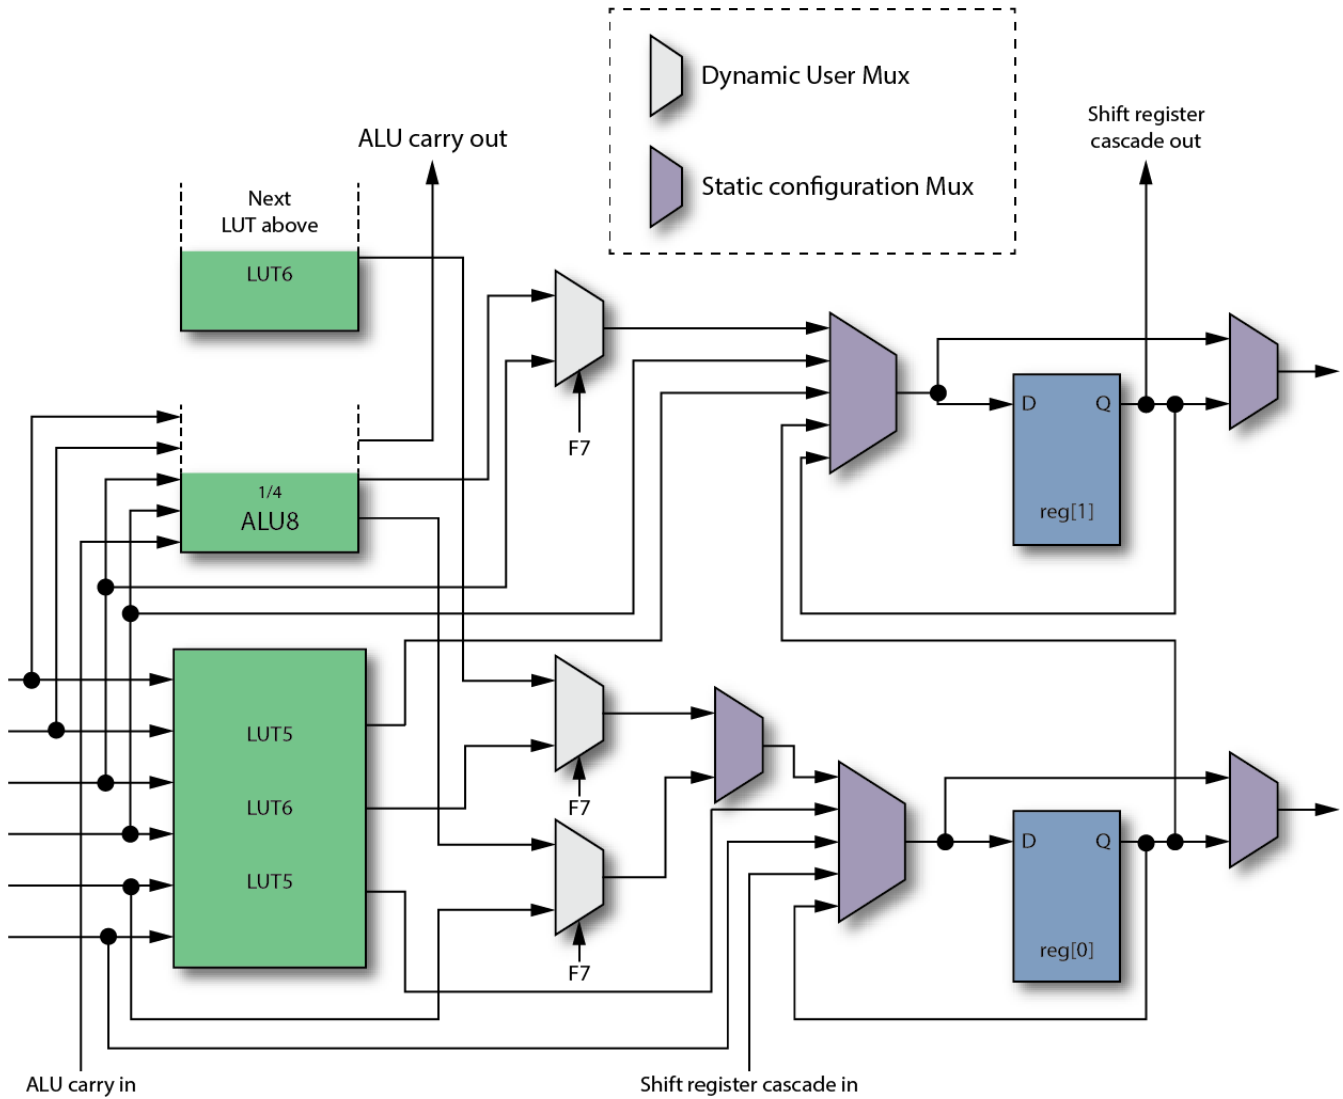 Dynamic User Mux
Static configuration Mux
Shift register
cascade out
ALU carry out
Next
LUT above
LUT6
F7
1/4
ALU8
D
Q
reg[1]
LUT5
LUT6
LUT5
F7
F7
D
Q
reg[0]
ALU carry in
Shift register cascade in